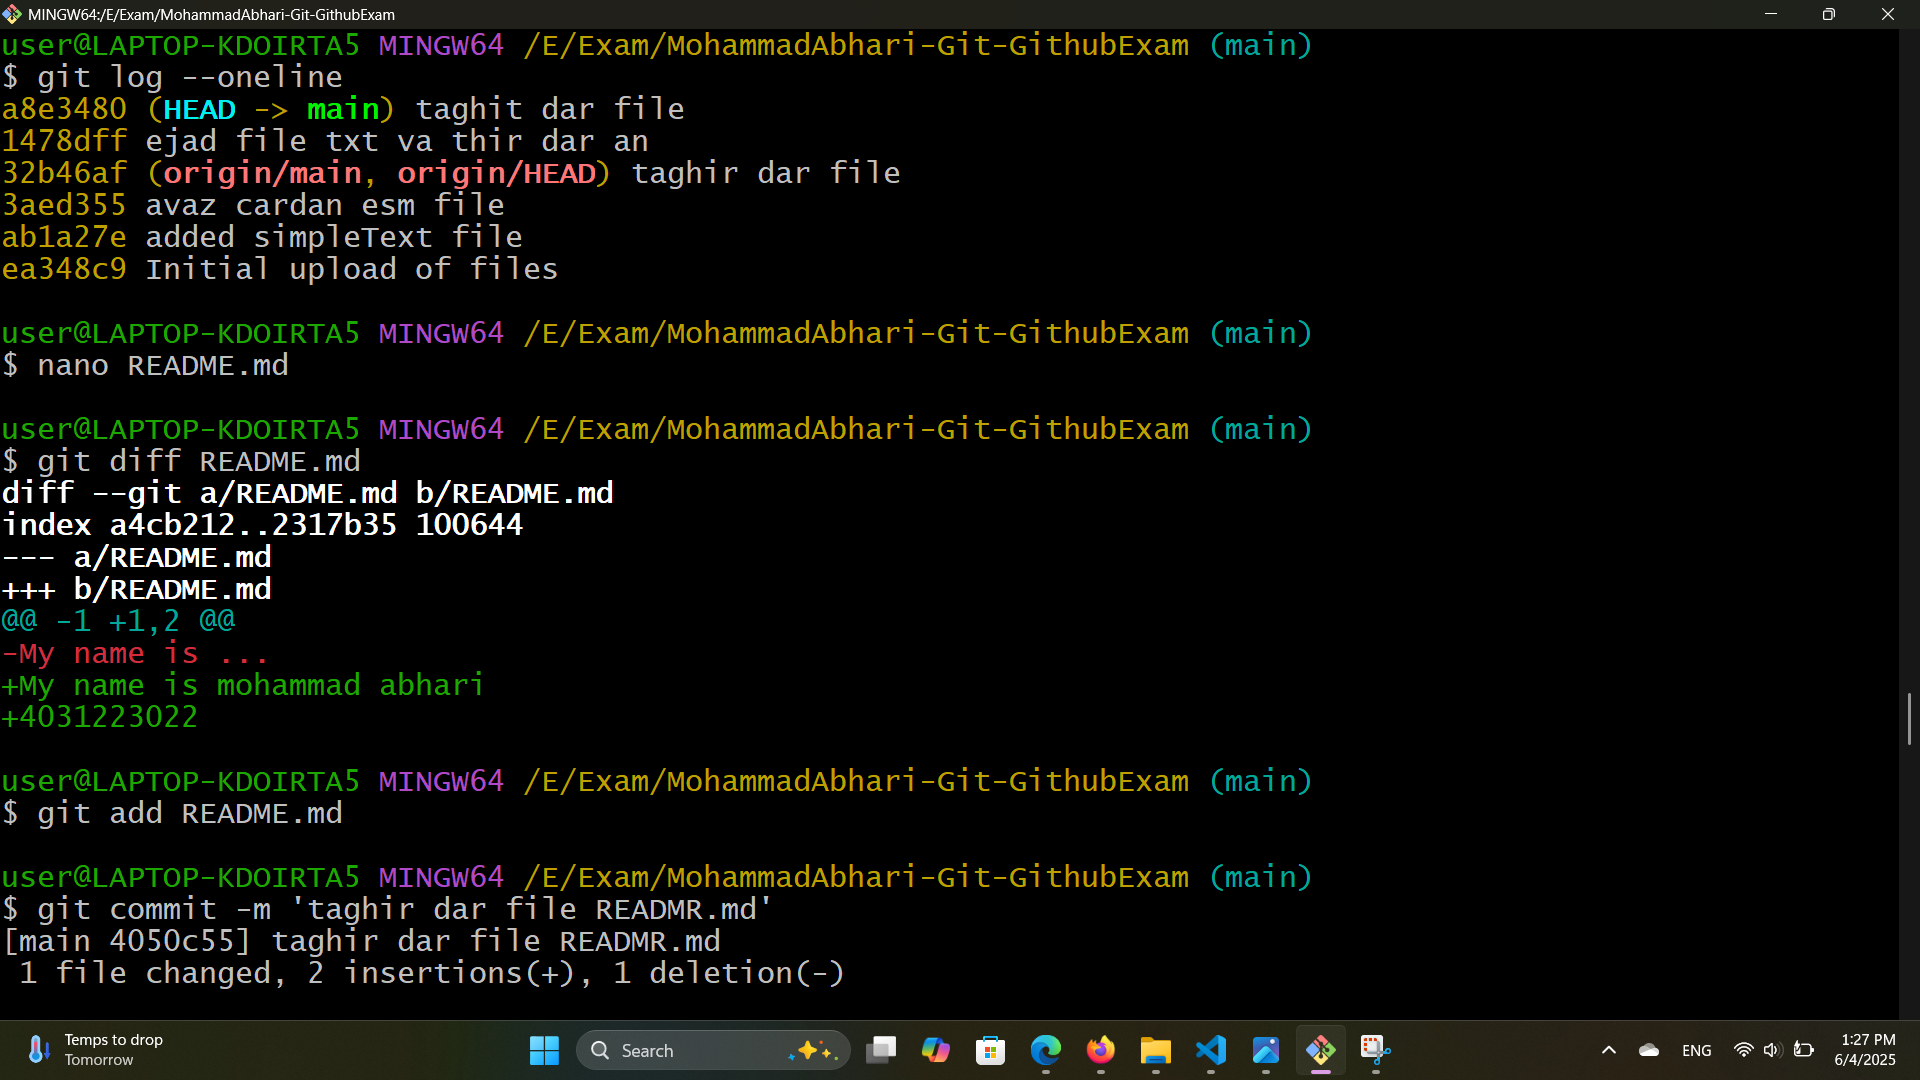 MINGW64:/E/Exam/MohammadAbhari-Git-GithubExam
user@LAPTOP-KDOIRTA5 MINGW64 /E/Exam/MohammadAbhari-Git-GithubExam (main)
$ git log --oneline
a8e3480 (HEAD -> main) taghit dar file
1478dff ejad file txt va thir dar an
32b46af (origin/main, origin/HEAD) taghir dar file
3aed355 avaz cardan esm file
ab1a27e added simpleText file
ea348c9 Initial upload of files
user@LAPTOP-KDOIRTA5 MINGW64 /E/Exam/MohammadAbhari-Git-GithubExam (main)
$ nano README.md
user@LAPTOP-KDOIRTA5 MINGW64 /E/Exam/MohammadAbhari-Git-GithubExam (main)
$ git diff README.md
diff --git a/README.md b/README.md
index a4cb212..2317b35 100644
--- a/README.md
+++ b/README.md
@@ -1 +1,2 @@
-My name is ...
+My name is mohammad abhari
+4031223022
user@LAPTOP-KDOIRTA5 MINGW64 /E/Exam/MohammadAbhari-Git-GithubExam (main)
$ git add README.md
user@LAPTOP-KDOIRTA5 MINGW64 /E/Exam/MohammadAbhari-Git-GithubExam (main)
$ git commit -m 'taghir dar file READMR.md'
[main 4050c55] taghir dar file READMR.md
 1 file changed, 2 insertions(+), 1 deletion(-)
Temps to drop
Tomorrow
Search
ENG
1:27 PM
6/4/2025